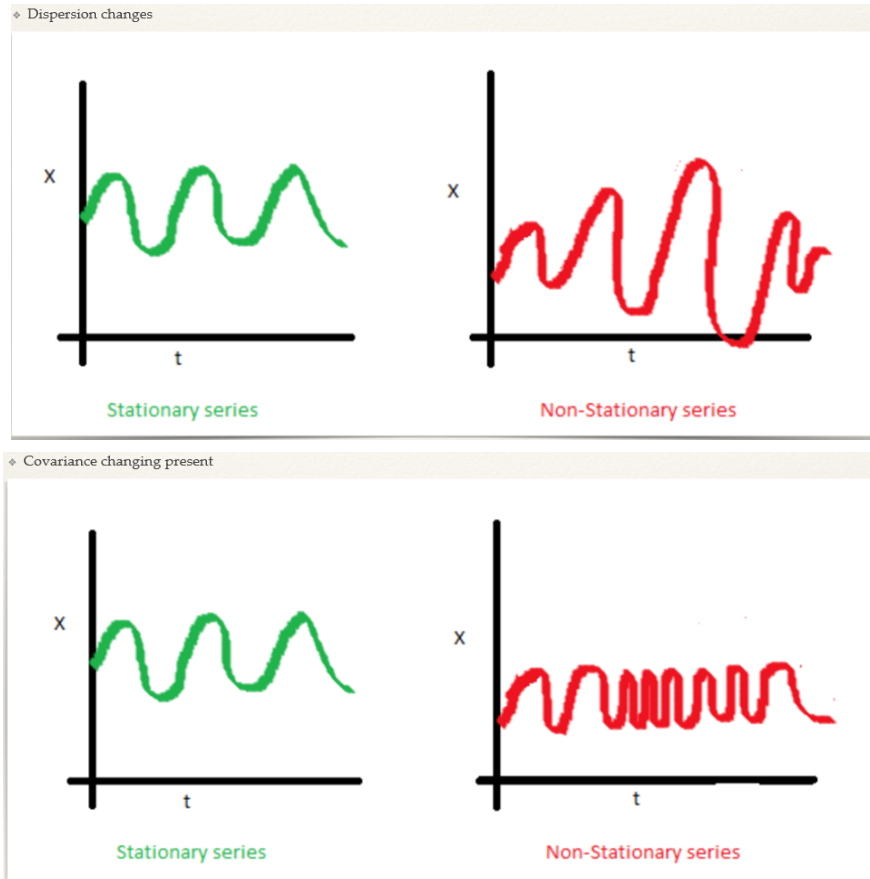 ❖ Dispersion changes
x
x
t
t
Stationary series
Non-Stationary series
❖ Covariance changing present
x
x
t
t
Stationary series
Non-Stationary series